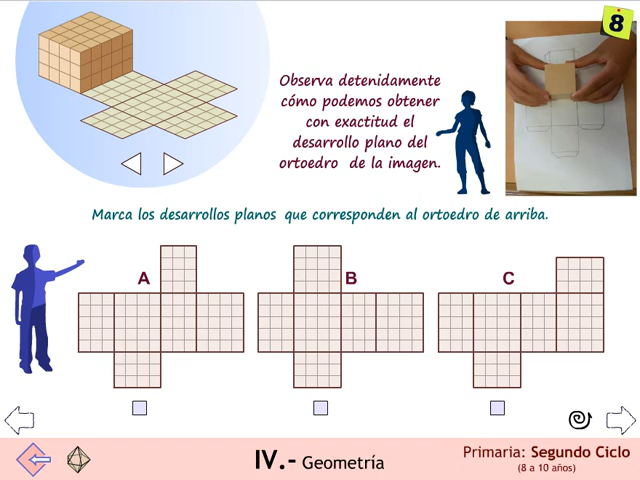 8
Observa detenidamente
cómo podemos obtener
con exactitud el
desarrollo plano del
ortoedro de la imagen.
Marca los desarrollos planos que corresponden al ortoedro de arriba.
A
B
C
IV.- Geometría
Primaria: Segundo Ciclo
(8 a 10 años)